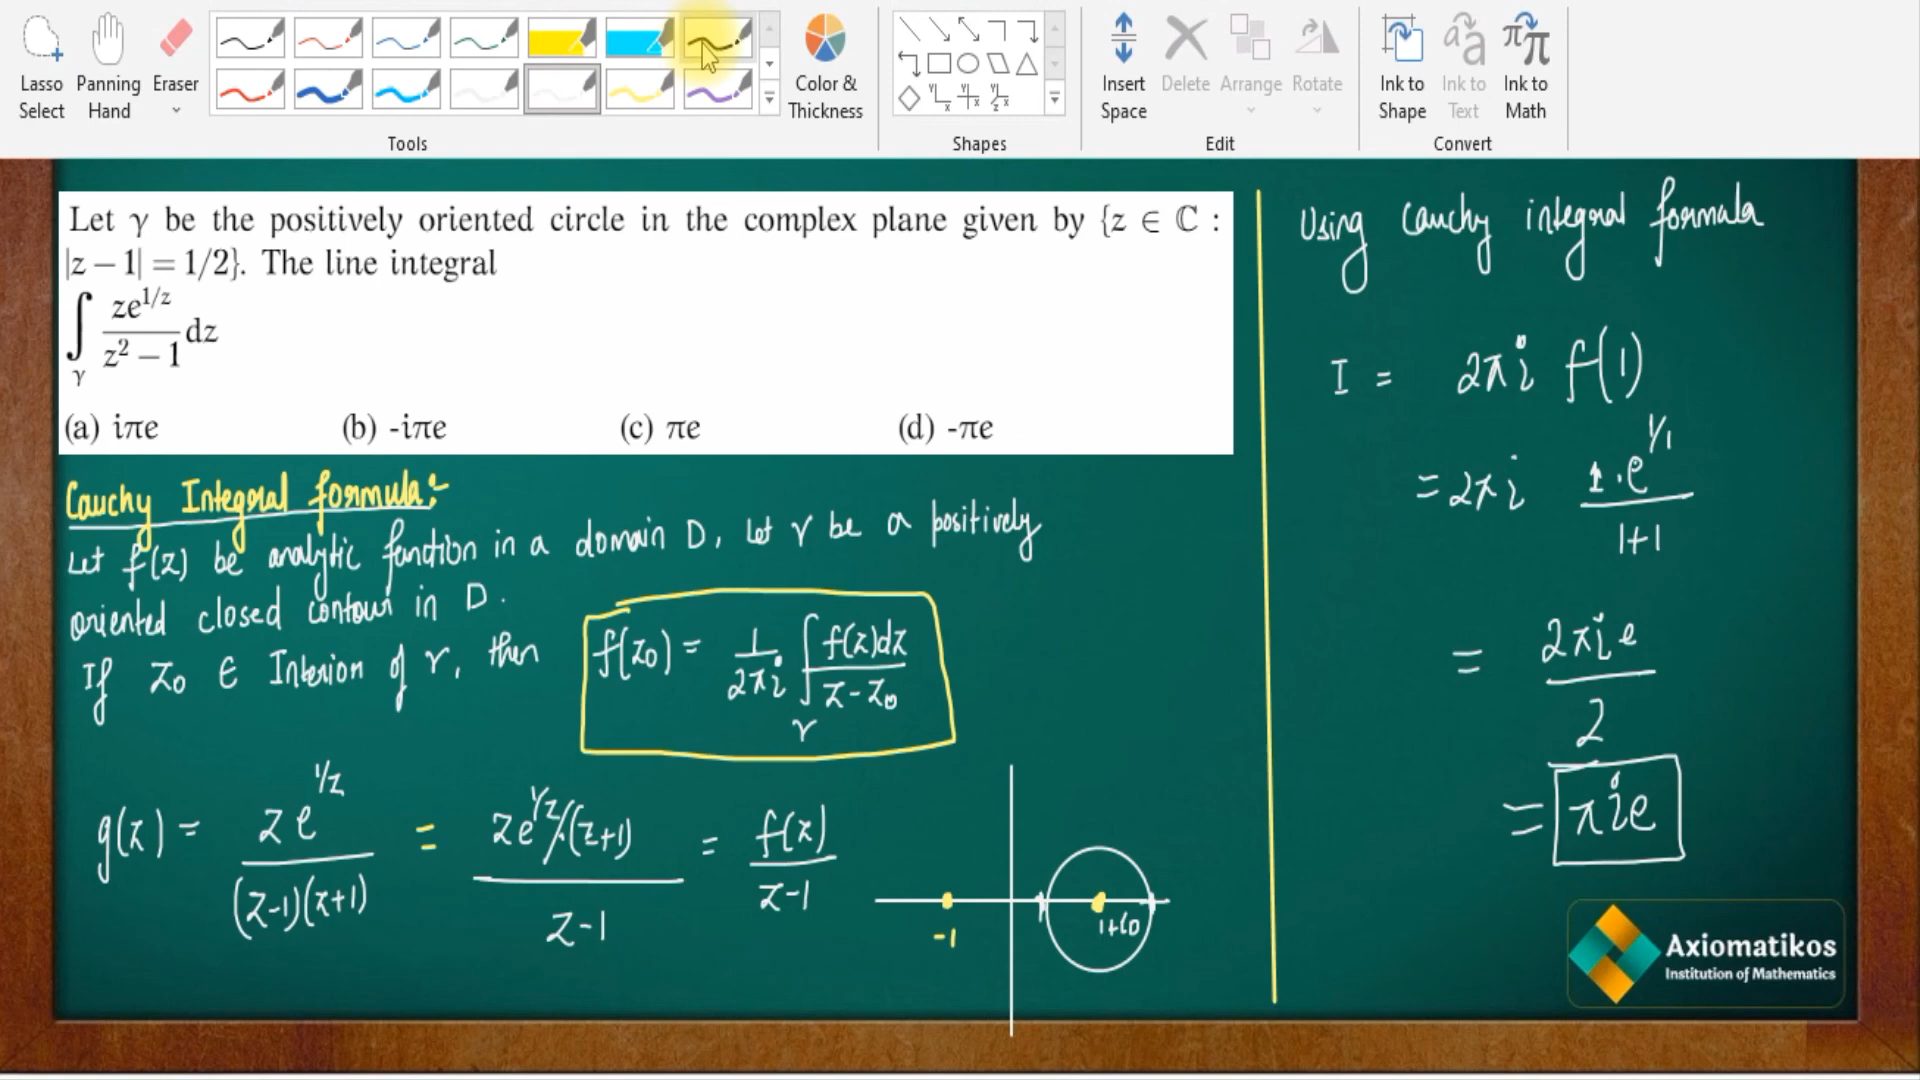 Lasso Select
Panning Hand
Eraser
Color & Thickness
Insert Space
Delete
Arrange
Rotate
Ink to Shape
Ink to Text
Ink to Math
Tools
Shapes
Edit
Convert
Let γ be the positively oriented circle in the complex plane given by {z ∈ ℂ :
|z − 1| = 1/2}. The line integral
∫γ ze^{1/z} / (z² − 1) dz
(a) iπe (b) -iπe (c) πe (d) -πe
Cauchy Integral formula:-
Let f(z) be analytic function in a domain D, Let γ be a positively
oriented closed contour in D.
If z₀ ∈ Interior of γ, then f(z₀) = 1/(2πi) ∫γ f(z)dz / (z − z₀)
g(z) = z e^{1/z} / ((z−1)(z+1)) = (ze^{1/z}/(z+1)) / (z−1) = f(z) / (z−1)
-1
1+i0
Using Cauchy integral formula
I = 2πi f(1)
= 2πi 1.e^{1/1} / (1+1)
= 2πie / 2
= πie
Axiomatikos
Institution of Mathematics